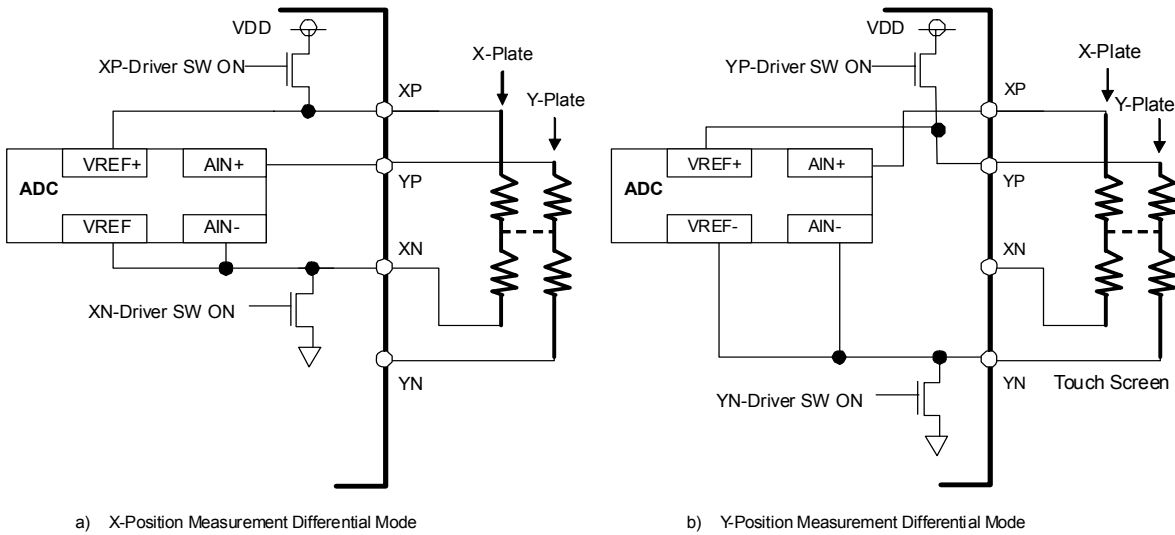 VDD
XP-Driver SW ON
X-Plate
XP
Y-Plate
VREF+
AIN+
ADC
YP
VREF
AIN-
XN
XN-Driver SW ON
YN
a) X-Position Measurement Differential Mode
VDD
YP-Driver SW ON
X-Plate
XP
Y-Plate
VREF+
AIN+
ADC
YP
VREF-
AIN-
XN
YN
Touch Screen
YN-Driver SW ON
b) Y-Position Measurement Differential Mode